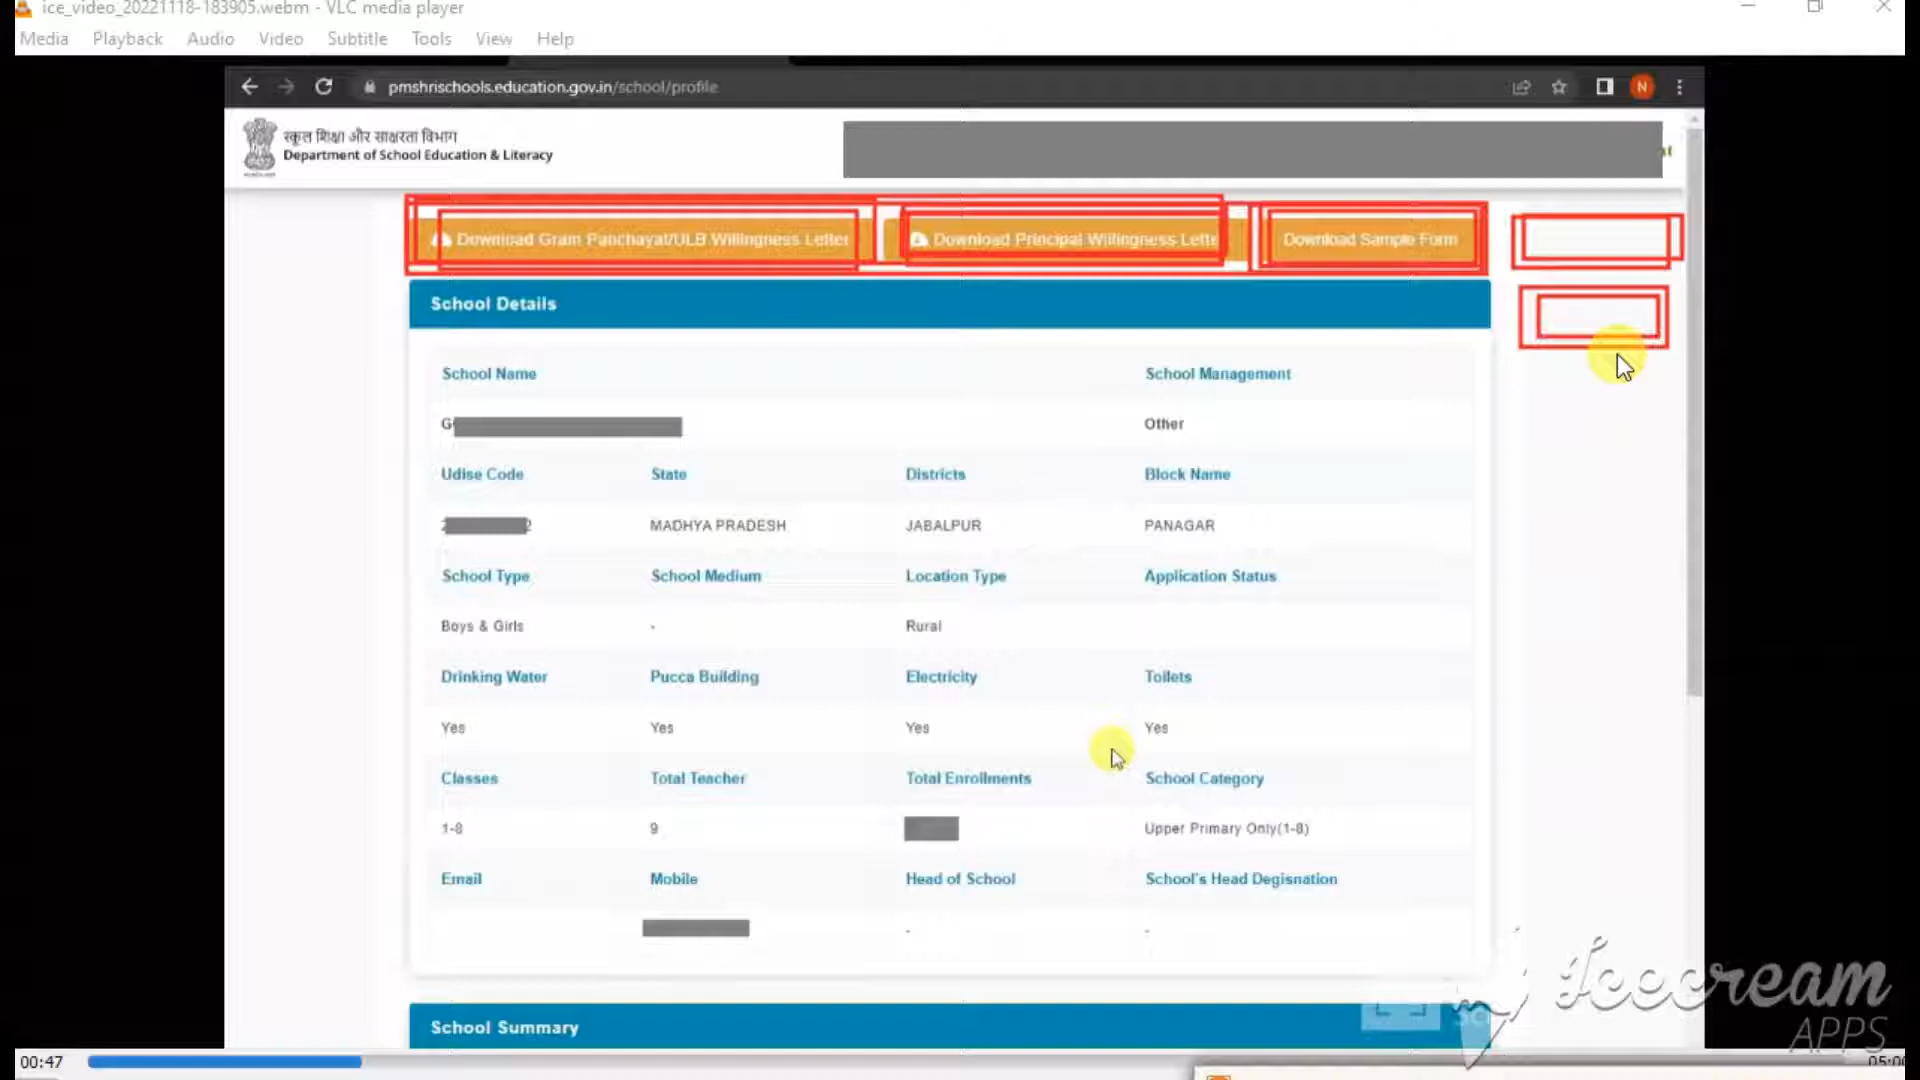 ice_video_20221118-183905.webm - VLC media player
Media Playback Audio Video Subtitle Tools View Help
pmshrischools.education.gov.in/school/profile
N
स्कूल शिक्षा और साक्षरता विभाग
Department of School Education & Literacy
Download Gram Panchayat/ULB Willingness Letter
Download Principal Willingness Lette
Download Sample Form
School Details
School Name School Management
G Other
Udise Code State Districts Block Name
2 2 MADHYA PRADESH JABALPUR PANAGAR
School Type School Medium Location Type Application Status
Boys & Girls - Rural
Drinking Water Pucca Building Electricity Toilets
Yes Yes Yes Yes
Classes Total Teacher Total Enrollments School Category
1-8 9 Upper Primary Only(1-8)
Email Mobile Head of School School's Head Degisnation
- -
School Summary
Icecream
APPS
00:47